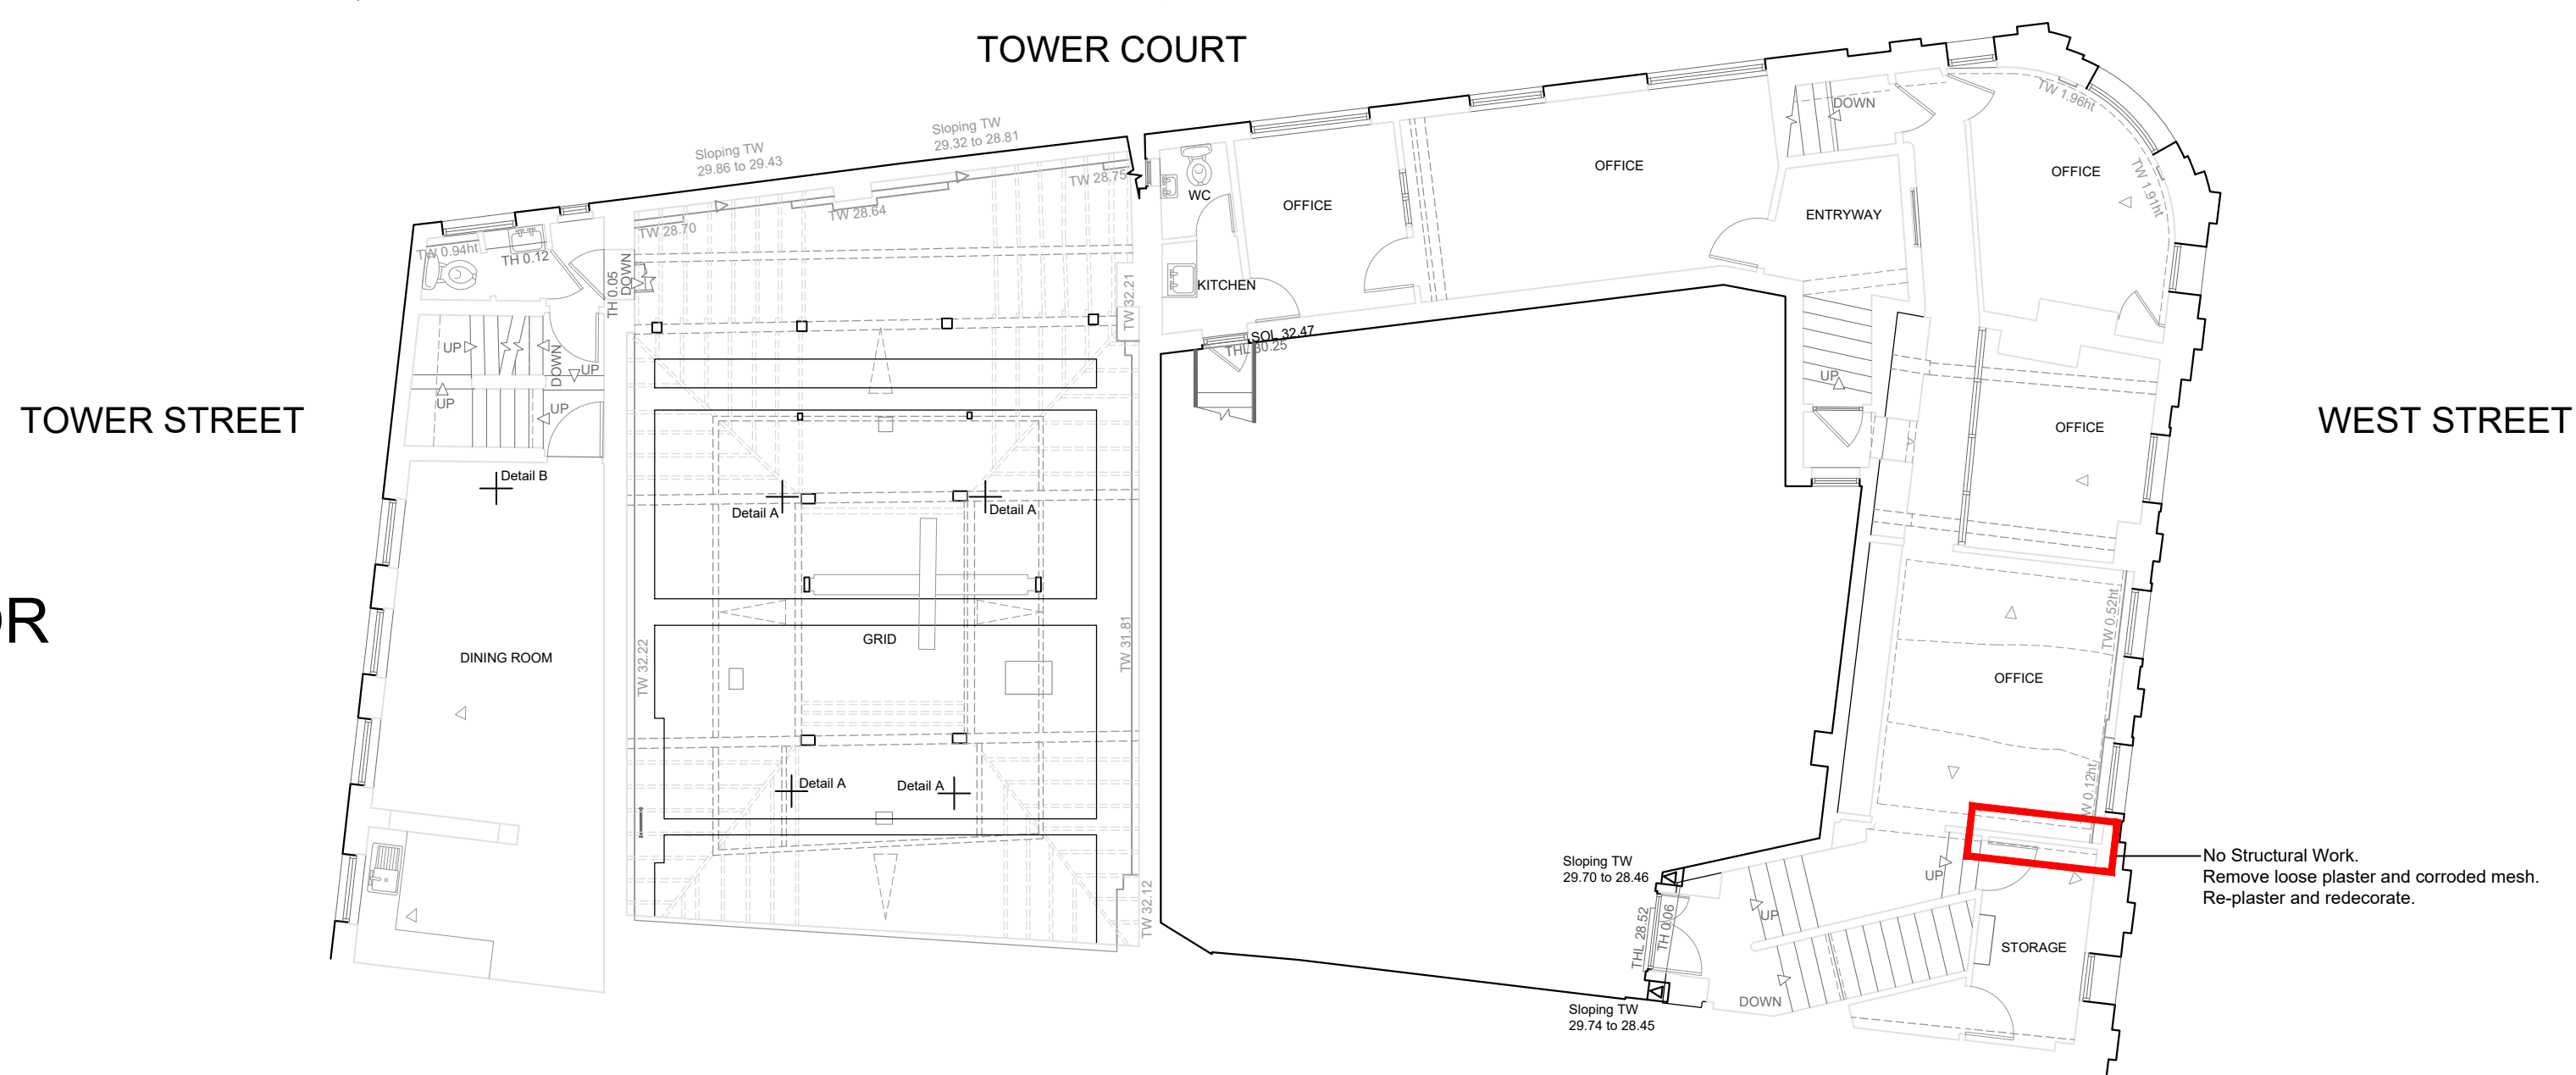 TOWER COURT
Sloping TW
29.32 to 28.81
Sloping TW
29.86 to 29.43
TW 28.75
TW 28.64
TW 28.70
TW 0.94ht
TH 0.12
TH 0.05
DOWN
TW 32.21
WC
OFFICE
KITCHEN
SOL 32.47
THL 30.25
OFFICE
DOWN
ENTRYWAY
TW 1.96ht
OFFICE
TW 1.91ht
UP
DOWN
UP
UP
UP
TOWER STREET
WEST STREET
UP
OFFICE
Detail B
Detail A
Detail A
OR
DINING ROOM
GRID
TW 32.22
TW 31.81
TW 0.52ht
OFFICE
Detail A
Detail A
TW 0.12ht
Sloping TW
29.70 to 28.46
UP
No Structural Work.
Remove loose plaster and corroded mesh.
Re-plaster and redecorate.
TW 32.12
THL 28.52
TH 0.06
UP
STORAGE
DOWN
Sloping TW
29.74 to 28.45